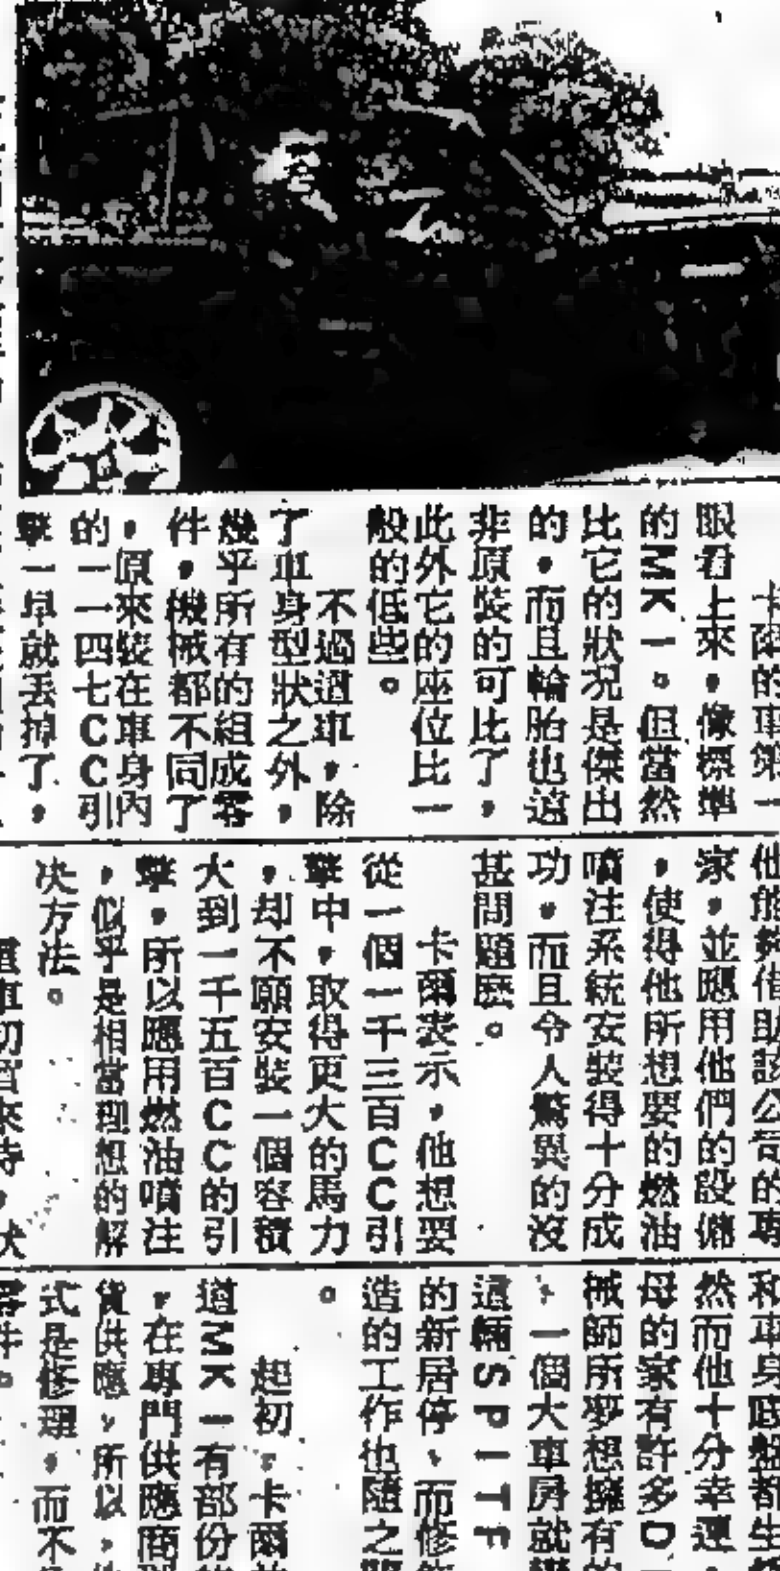 卡爾的車第一
眼看上來，像標準
的MK一。但當然
比它的狀况是傑出
的，而且輪胎也這
非原裝的可比了，
此外它的座位比一
般的低些。
不過這車，除
了車身型狀之外，
幾乎所有的組成零
件，機械都不同了
，原來裝在車身內
的一一四七CC引
擎一早就丟掉了，
他能夠借助該公司的專
家，並應用他們的設備
，使得他所想要的燃油
噴注系統安裝得十分成
功，而且令人驚異的沒
甚問題歷。
卡爾表示，他想要
從一個一千三百CC引
擎中，取得更大的馬力
，却不願安裝一個容積
大到一千五百CC的引
擎，所以應用燃油噴注
，似乎是相當理想的解
决方法。
和車身底盤都生
然而他十分幸運，
母的家有許多D
械師所夢想擁有的
，一個大車房就
這輛SPITF
的新居停，而修
造的工作也隨之
。
起初，卡爾
道MK一有部份
，在專門供應商
貨供應，所以，
式是修理，而不
零件。